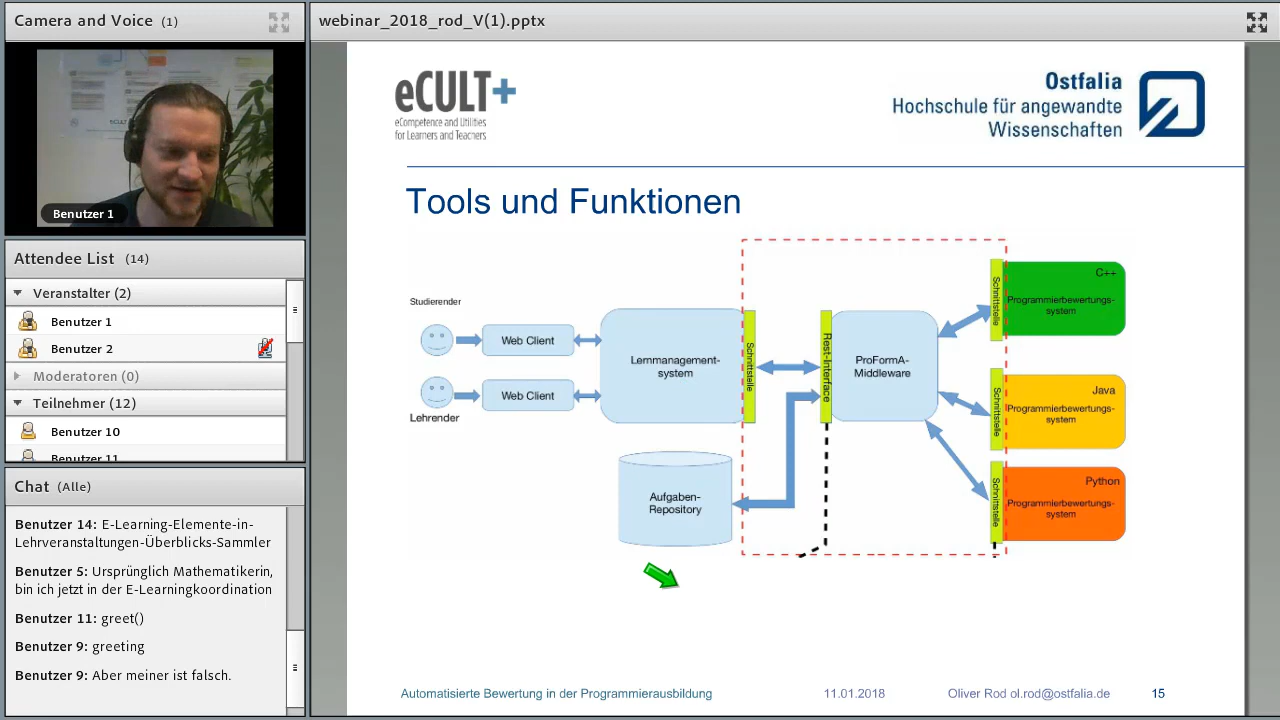 Camera and Voice (1)
Benutzer 1
Attendee List (14)
Veranstalter (2)
Benutzer 1
Benutzer 2
Moderatoren (0)
Teilnehmer (12)
Benutzer 10
Benutzer 11
Chat (Alle)
Benutzer 14: E-Learning-Elemente-in-
Lehrveranstaltungen-Überblicks-Sammler
Benutzer 5: Ursprünglich Mathematikerin,
bin ich jetzt in der E-Learningkoordination
Benutzer 11: greet()
Benutzer 9: greeting
Benutzer 9: Aber meiner ist falsch.
webinar_2018_rod_V(1).pptx
eCULT+
eCompetence and Utilities
for Learners and Teachers
Ostfalia
Hochschule für angewandte
Wissenschaften
Tools und Funktionen
Studierender
Web Client
Lehrender
Web Client
Lernmanagement-
system
Schnittstelle
Rest-Interface
ProFormA-
Middleware
Aufgaben-
Repository
Schnittstelle
C++
Programmierbewertungs-
system
Schnittstelle
Java
Programmierbewertungs-
system
Schnittstelle
Python
Programmierbewertungs-
system
Automatisierte Bewertung in der Programmierausbildung
11.01.2018
Oliver Rod ol.rod@ostfalia.de
15